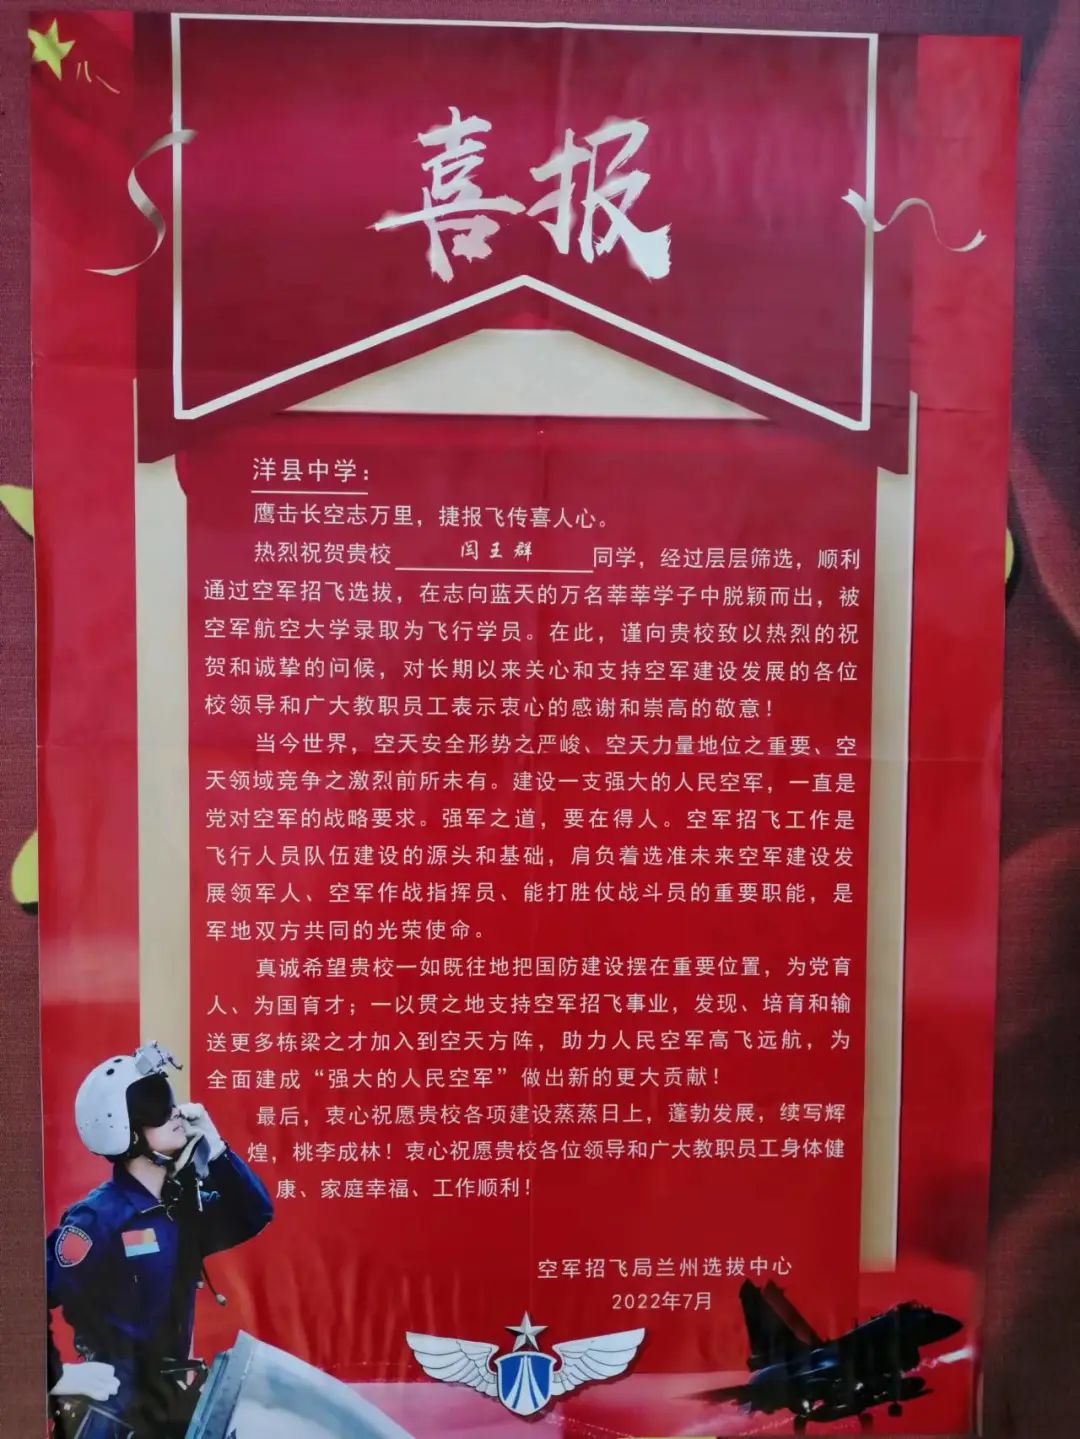 喜报
洋县中学：
鹰击长空志万里，捷报飞传喜人心。
热烈祝贺贵校闫王群同学，经过层层筛选，顺利
通过空军招飞选拔，在志向蓝天的万名莘莘学子中脱颖而出，被
空军航空大学录取为飞行学员。在此，谨向贵校致以热烈的祝
贺和诚挚的问候，对长期以来关心和支持空军建设发展的各位
校领导和广大教职员工表示衷心的感谢和崇高的敬意！
当今世界，空天安全形势之严峻、空天力量地位之重要、空
天领域竞争之激烈前所未有。建设一支强大的人民空军，一直是
党对空军的战略要求。强军之道，要在得人。空军招飞工作是
飞行人员队伍建设的源头和基础，肩负着选准未来空军建设发
展领军人、空军作战指挥员、能打胜仗战斗员的重要职能，是
军地双方共同的光荣使命。
真诚希望贵校一如既往地把国防建设摆在重要位置，为党育
人、为国育才；一以贯之地支持空军招飞事业，发现、培育和输
送更多栋梁之才加入到空天方阵，助力人民空军高飞远航，为
全面建成“强大的人民空军”做出新的更大贡献！
最后，衷心祝愿贵校各项建设蒸蒸日上，蓬勃发展，续写辉
煌，桃李成林！衷心祝愿贵校各位领导和广大教职员工身体健
康、家庭幸福、工作顺利！
空军招飞局兰州选拔中心
2022年7月